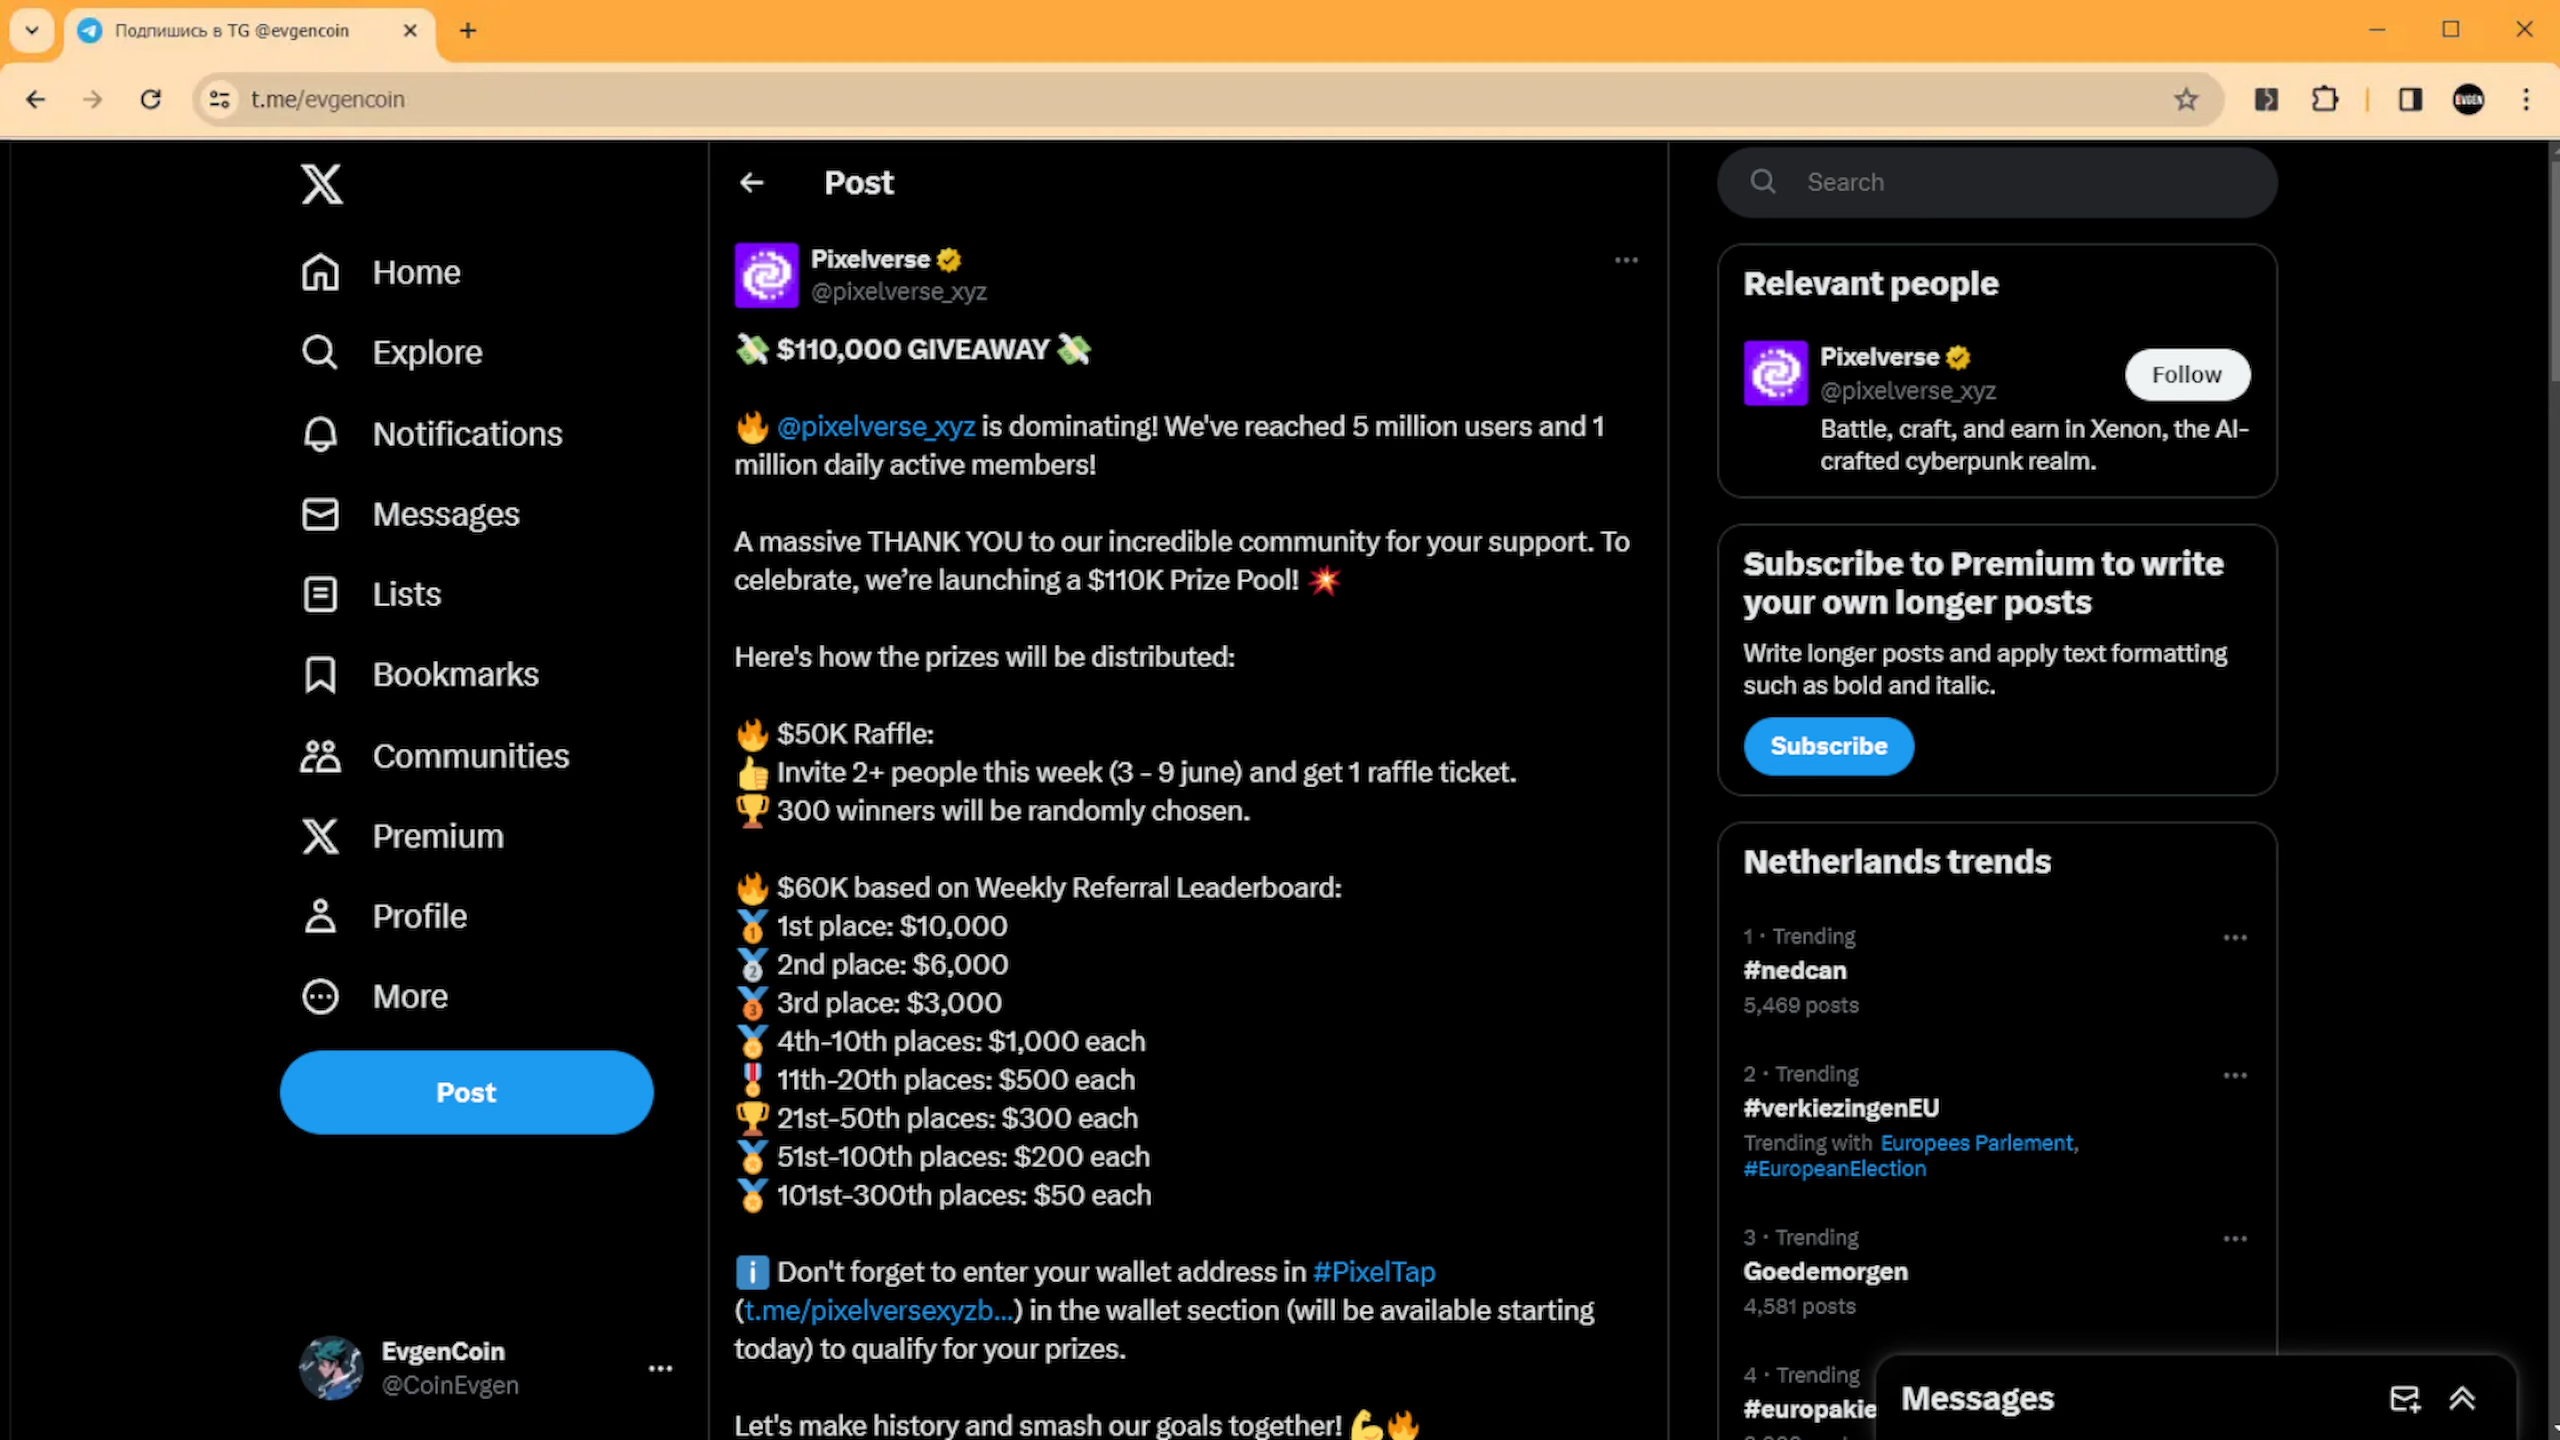 Подпишись в TG @evgencoin
t.me/evgencoin
EVGEN
Home
Explore
Notifications
Messages
Lists
Bookmarks
Communities
Premium
Profile
More
Post
EvgenCoin
@CoinEvgen
Post
Pixelverse
@pixelverse_xyz
💸 $110,000 GIVEAWAY 💸
🔥 @pixelverse_xyz is dominating! We've reached 5 million users and 1
million daily active members!
A massive THANK YOU to our incredible community for your support. To
celebrate, we’re launching a $110K Prize Pool! 💥
Here's how the prizes will be distributed:
🔥 $50K Raffle:
👍 Invite 2+ people this week (3 - 9 june) and get 1 raffle ticket.
🏆 300 winners will be randomly chosen.
🔥 $60K based on Weekly Referral Leaderboard:
🥇 1st place: $10,000
🥈 2nd place: $6,000
🥉 3rd place: $3,000
🏅 4th-10th places: $1,000 each
🎖 11th-20th places: $500 each
🏆 21st-50th places: $300 each
🏅 51st-100th places: $200 each
🏅 101st-300th places: $50 each
ℹ️ Don't forget to enter your wallet address in #PixelTap
(t.me/pixelversexyzb...) in the wallet section (will be available starting
today) to qualify for your prizes.
Let's make history and smash our goals together! 💪🔥
Search
Relevant people
Pixelverse
@pixelverse_xyz
Follow
Battle, craft, and earn in Xenon, the AI-
crafted cyberpunk realm.
Subscribe to Premium to write
your own longer posts
Write longer posts and apply text formatting
such as bold and italic.
Subscribe
Netherlands trends
1 · Trending
#nedcan
5,469 posts
2 · Trending
#verkiezingenEU
Trending with Europees Parlement,
#EuropeanElection
3 · Trending
Goedemorgen
4,581 posts
4 · Trending
#europakie
Messages